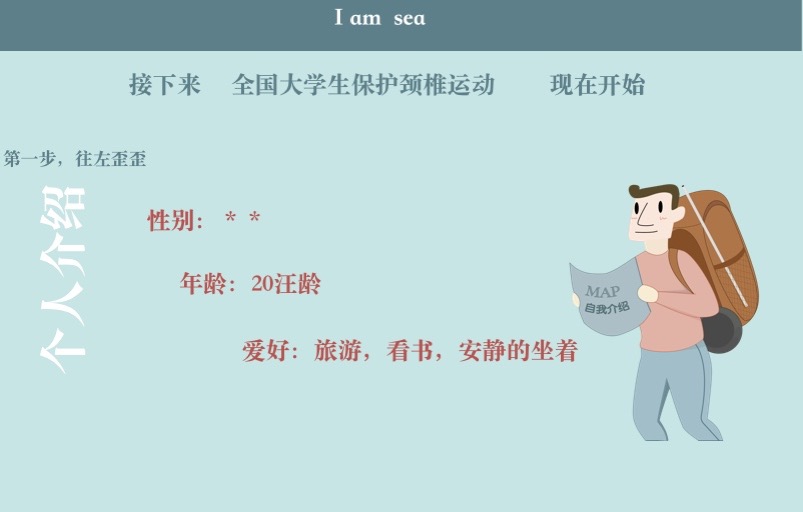 I am sea
接下来 全国大学生保护颈椎运动 现在开始
第一步，往左歪歪
个人介绍
性别： * *
年龄：20汪龄
爱好：旅游，看书，安静的坐着
MAP
自我介绍